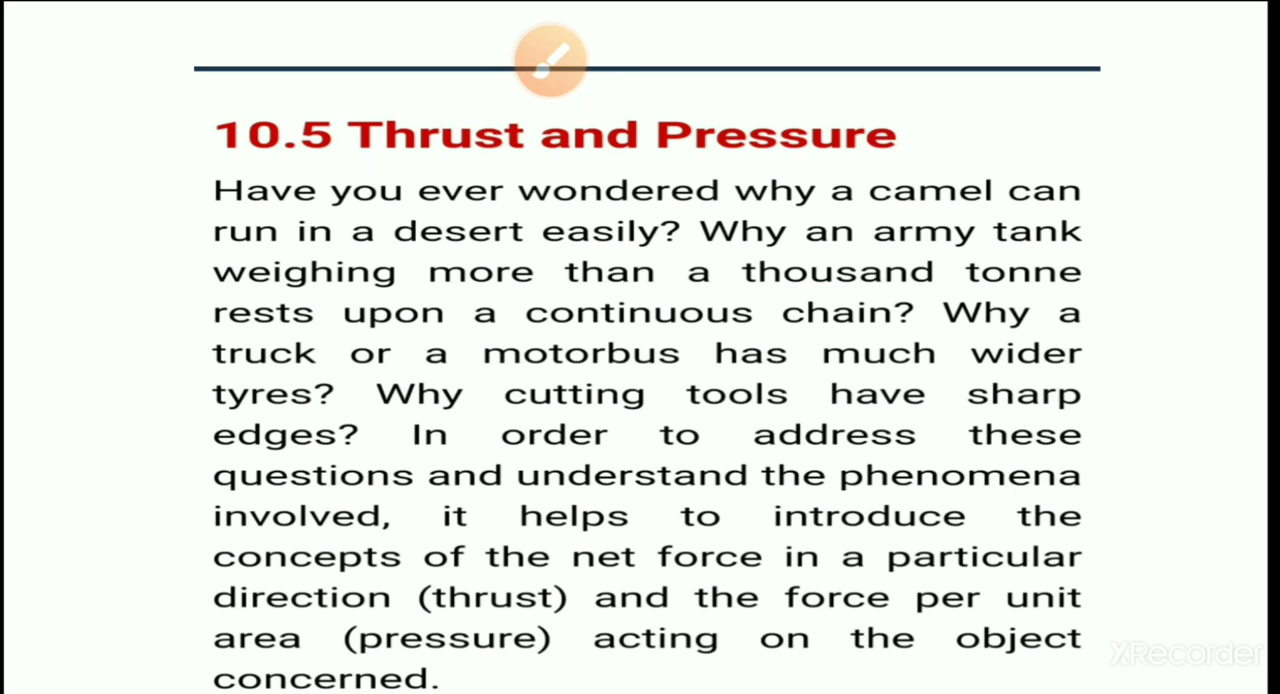 10.5 Thrust and Pressure
Have you ever wondered why a camel can
run in a desert easily? Why an army tank
weighing more than a thousand tonne
rests upon a continuous chain? Why a
truck or a motorbus has much wider
tyres? Why cutting tools have sharp
edges? In order to address these
questions and understand the phenomena
involved, it helps to introduce the
concepts of the net force in a particular
direction (thrust) and the force per unit
area (pressure) acting on the object
concerned.
XRecorder